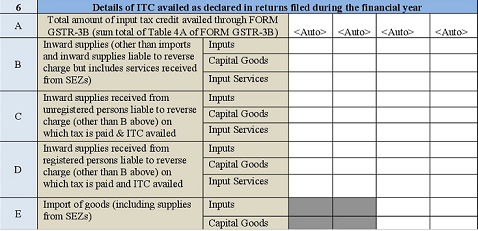 6 Details of ITC availed as declared in returns filed during the financial year
A Total amount of input tax credit availed through FORM
GSTR-3B (sum total of Table 4A of FORM GSTR-3B) <Auto> <Auto> <Auto> <Auto>
B Inward supplies (other than imports
and inward supplies liable to reverse
charge but includes services received
from SEZs)
Inputs
Capital Goods
Input Services
C Inward supplies received from
unregistered persons liable to reverse
charge (other than B above) on
which tax is paid & ITC availed
Inputs
Capital Goods
Input Services
D Inward supplies received from
registered persons liable to reverse
charge (other than B above) on
which tax is paid and ITC availed
Inputs
Capital Goods
Input Services
E Import of goods (including supplies
from SEZs)
Inputs
Capital Goods